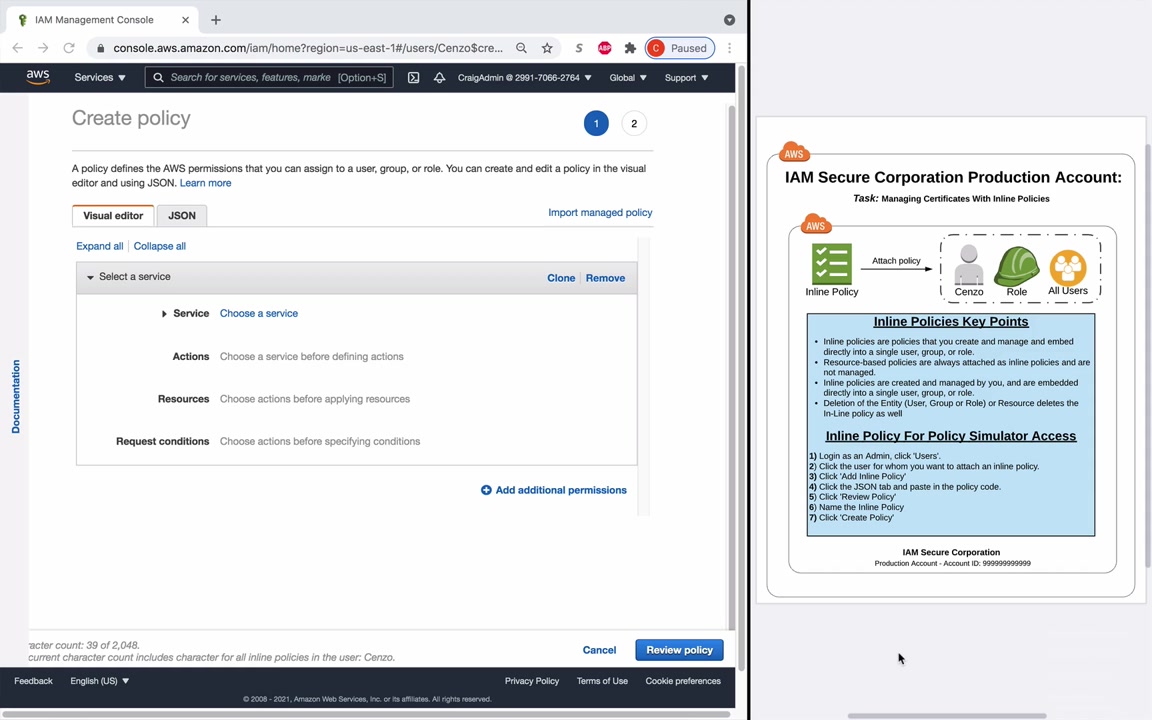 IAM Management Console
console.aws.amazon.com/iam/home?region=us-east-1#/users/Cenzo$cre...
S
ABP
C Paused
aws
Services
Search for services, features, marke [Option+S]
CraigAdmin @ 2991-7066-2764
Global
Support
Create policy
1
2
A policy defines the AWS permissions that you can assign to a user, group, or role. You can create and edit a policy in the visual
editor and using JSON. Learn more
Visual editor
JSON
Import managed policy
Expand all
Collapse all
Select a service
Clone
Remove
Service Choose a service
Actions Choose a service before defining actions
Resources Choose actions before applying resources
Request conditions Choose actions before specifying conditions
Add additional permissions
Documentation
racter count: 39 of 2,048.
current character count includes character for all inline policies in the user: Cenzo.
Cancel
Review policy
Feedback
English (US)
Privacy Policy
Terms of Use
Cookie preferences
© 2008 - 2021, Amazon Web Services, Inc. or its affiliates. All rights reserved.
AWS
IAM Secure Corporation Production Account:
Task: Managing Certificates With Inline Policies
AWS
Attach policy
Inline Policy
Cenzo
Role
All Users
Inline Policies Key Points
• Inline policies are policies that you create and manage and embed
directly into a single user, group, or role.
• Resource-based policies are always attached as inline policies and are
not managed.
• Inline policies are created and managed by you, and are embedded
directly into a single user, group, or role.
• Deletion of the Entity (User, Group or Role) or Resource deletes the
In-Line policy as well
Inline Policy For Policy Simulator Access
1) Login as an Admin, click 'Users'.
2) Click the user for whom you want to attach an inline policy.
3) Click 'Add Inline Policy'
4) Click the JSON tab and paste in the policy code.
5) Click 'Review Policy'
6) Name the Inline Policy
7) Click 'Create Policy'
IAM Secure Corporation
Production Account - Account ID: 999999999999